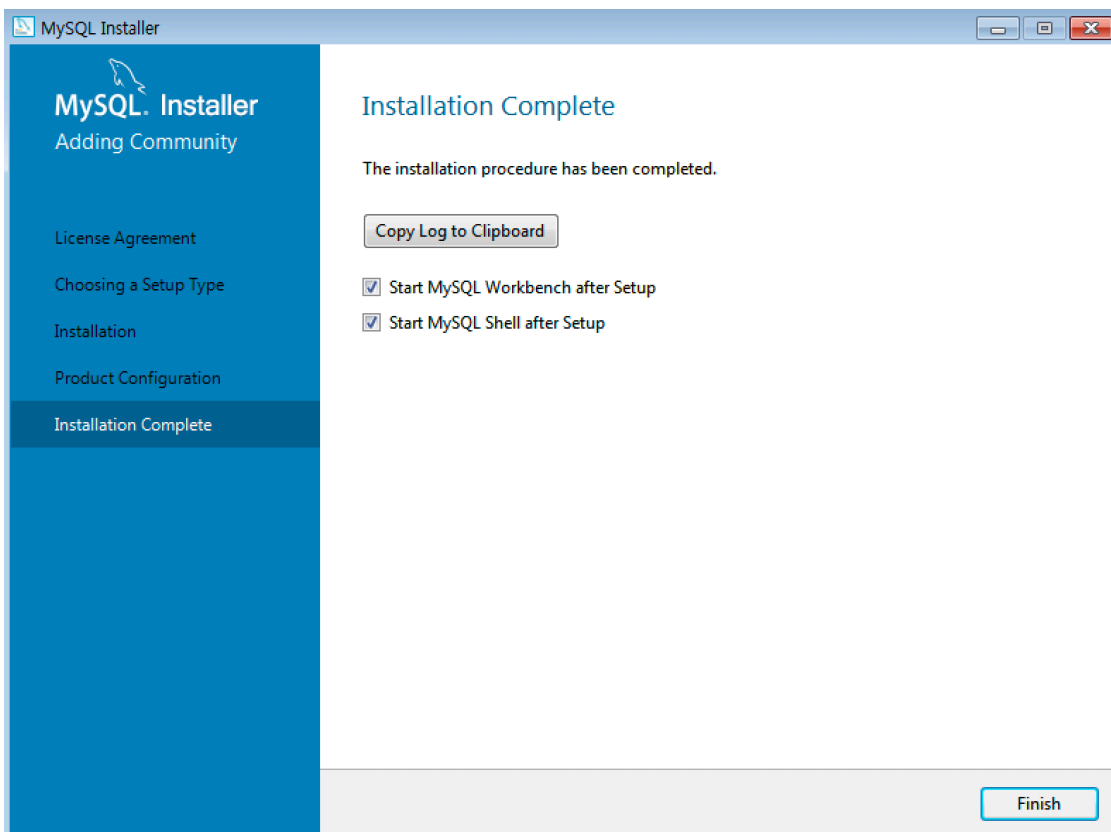 MySQL Installer
MySQL. Installer
Adding Community
License Agreement
Choosing a Setup Type
Installation
Product Configuration
Installation Complete
Installation Complete
The installation procedure has been completed.
Copy Log to Clipboard
Start MySQL Workbench after Setup
Start MySQL Shell after Setup
Finish